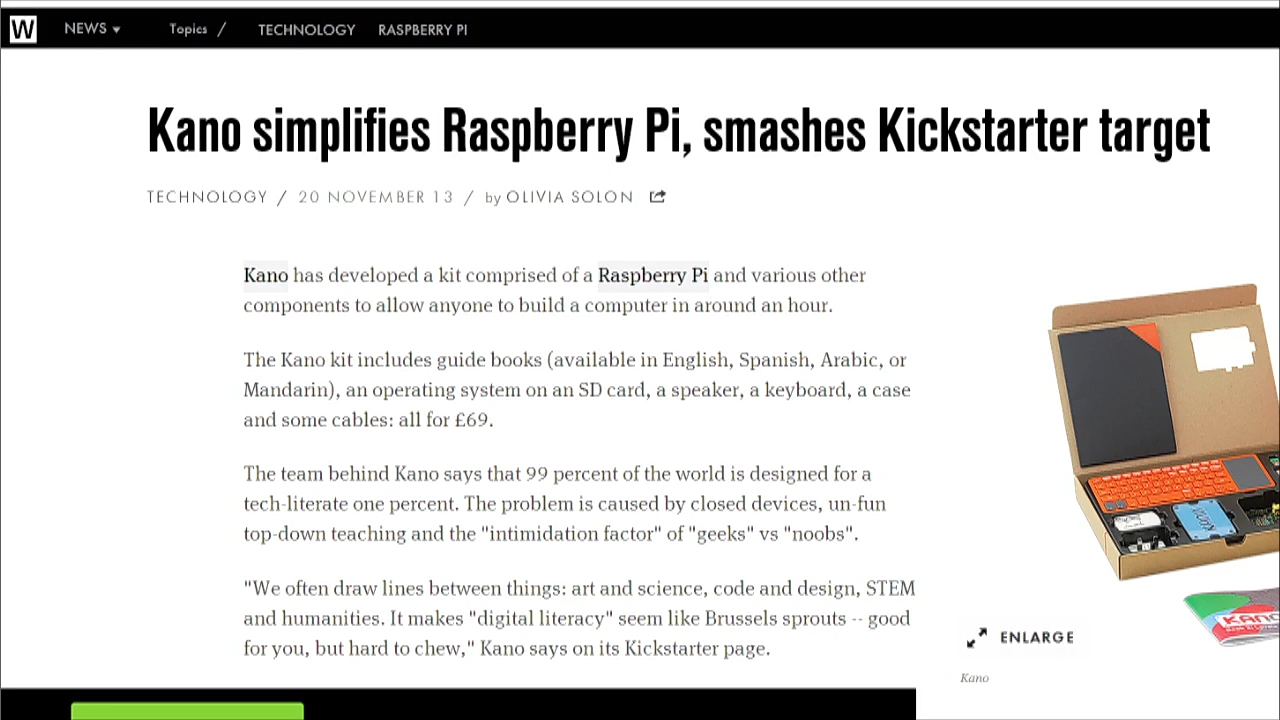 W NEWS Topics / TECHNOLOGY RASPBERRY PI
Kano simplifies Raspberry Pi, smashes Kickstarter target
TECHNOLOGY / 20 NOVEMBER 13 / by OLIVIA SOLON
Kano has developed a kit comprised of a Raspberry Pi and various other
components to allow anyone to build a computer in around an hour.
The Kano kit includes guide books (available in English, Spanish, Arabic, or
Mandarin), an operating system on an SD card, a speaker, a keyboard, a case
and some cables: all for £69.
The team behind Kano says that 99 percent of the world is designed for a
tech-literate one percent. The problem is caused by closed devices, un-fun
top-down teaching and the "intimidation factor" of "geeks" vs "noobs".
"We often draw lines between things: art and science, code and design, STEM
and humanities. It makes "digital literacy" seem like Brussels sprouts -- good
for you, but hard to chew," Kano says on its Kickstarter page.
ENLARGE
Kano